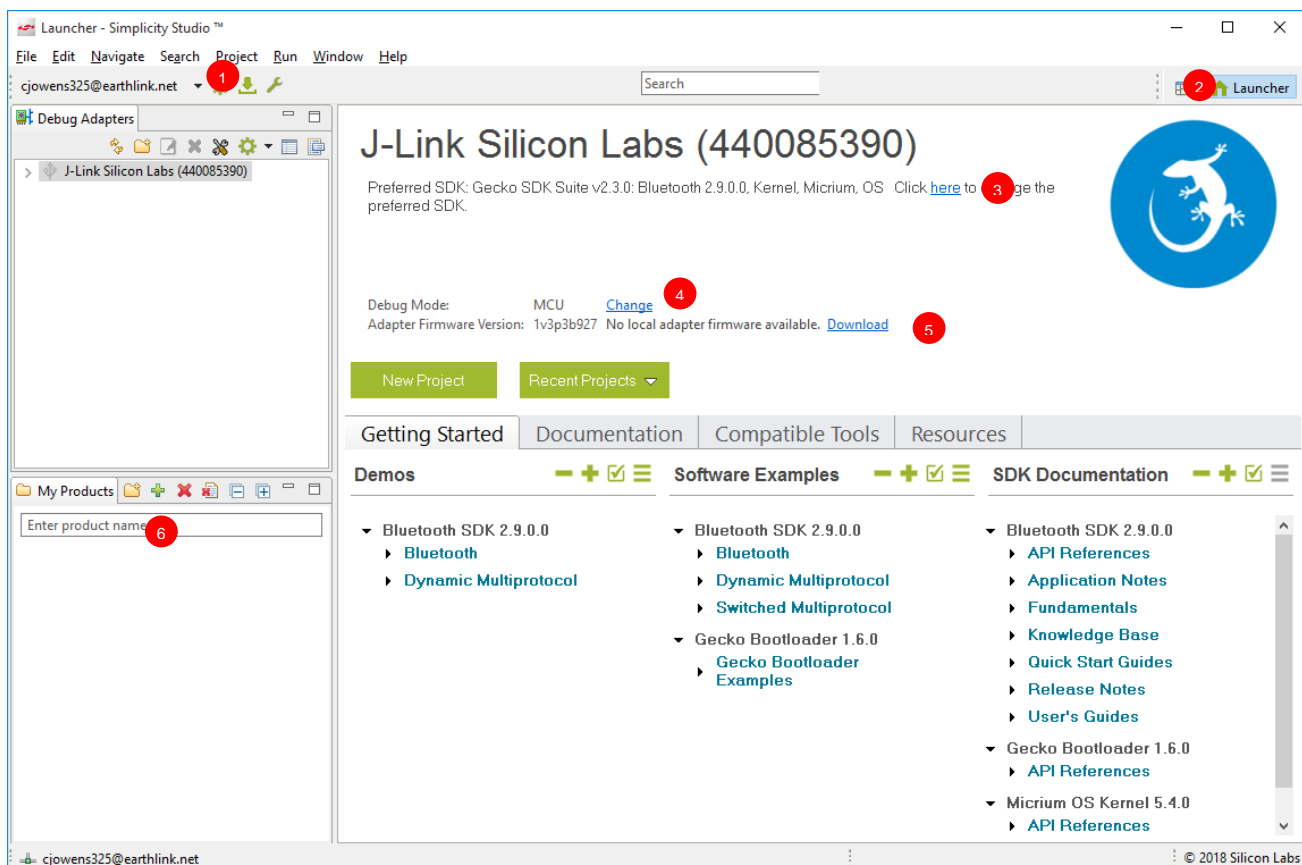 Launcher - Simplicity Studio ™
File Edit Navigate Search Project Run Window Help
cjowens325@earthlink.net
1
Search
2
Launcher
Debug Adapters
J-Link Silicon Labs (440085390)
J-Link Silicon Labs (440085390)
Preferred SDK: Gecko SDK Suite v2.3.0: Bluetooth 2.9.0.0, Kernel, Micrium, OS Click here to 3 ge the
preferred SDK.
Debug Mode: MCU Change 4
Adapter Firmware Version: 1v3p3b927 No local adapter firmware available. Download 5
New Project
Recent Projects
Getting Started
Documentation
Compatible Tools
Resources
My Products
Enter product name
6
Demos
Bluetooth SDK 2.9.0.0
Bluetooth
Dynamic Multiprotocol
Software Examples
Bluetooth SDK 2.9.0.0
Bluetooth
Dynamic Multiprotocol
Switched Multiprotocol
Gecko Bootloader 1.6.0
Gecko Bootloader
Examples
SDK Documentation
Bluetooth SDK 2.9.0.0
API References
Application Notes
Fundamentals
Knowledge Base
Quick Start Guides
Release Notes
User's Guides
Gecko Bootloader 1.6.0
API References
Micrium OS Kernel 5.4.0
API References
cjowens325@earthlink.net
© 2018 Silicon Labs